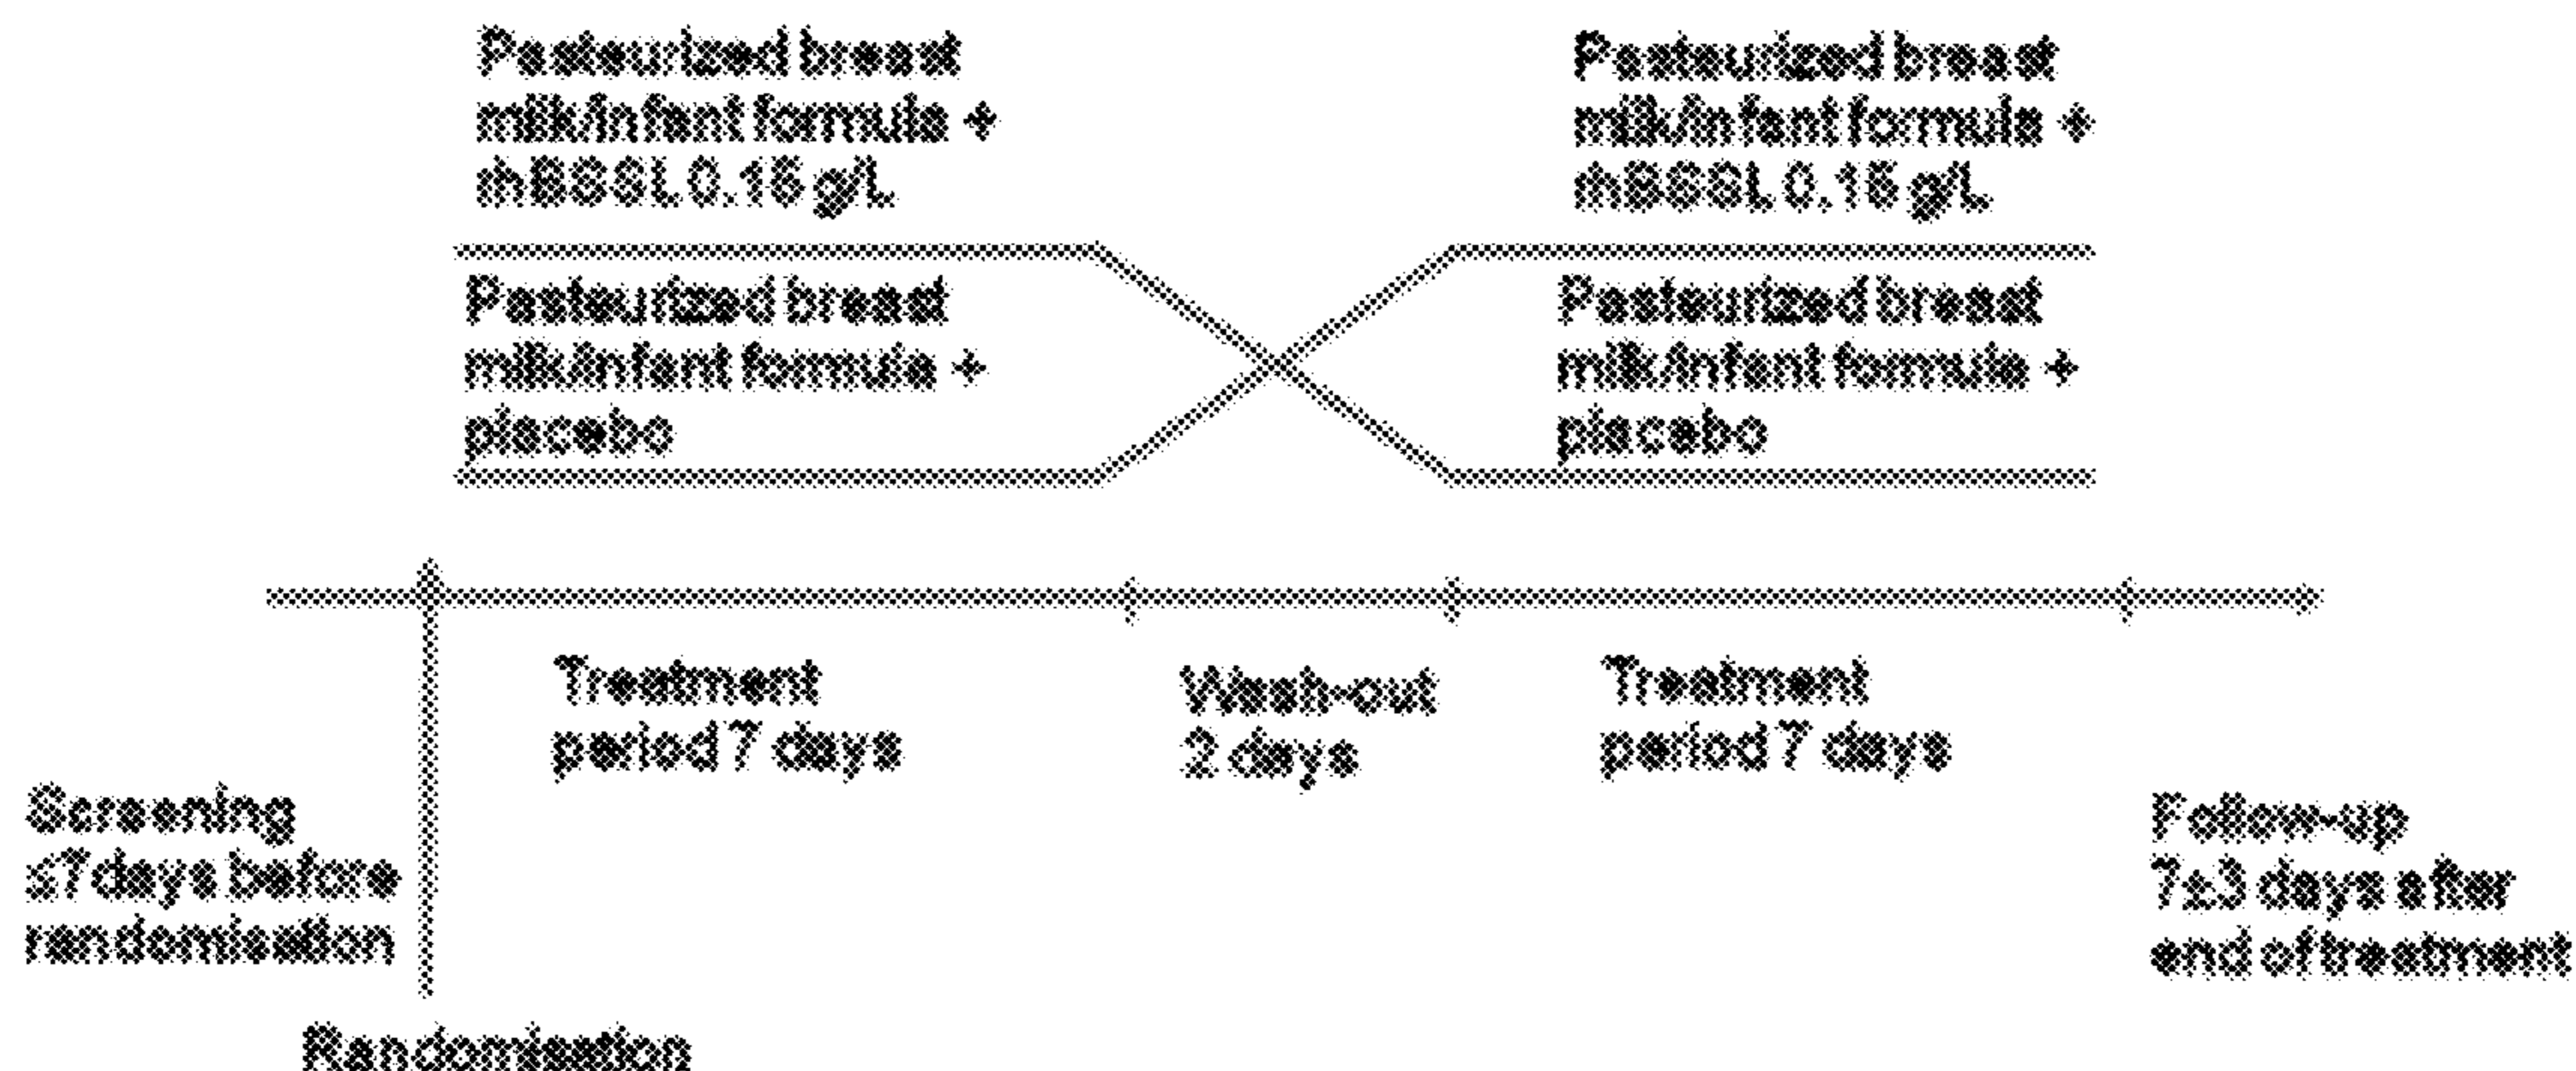 Pasteurized breast
milk/infant formula +
rhBSSL 0.15 g/L
Pasteurized breast
milk/infant formula +
rhBSSL 0.15 g/L
Pasteurized breast
milk/infant formula +
placebo
Pasteurized breast
milk/infant formula +
placebo
Treatment
period 7 days
Wash-out
2 days
Treatment
period 7 days
Screening
≤7days before
randomisation
Follow-up
7±3 days after
end of treatment
Randomisation